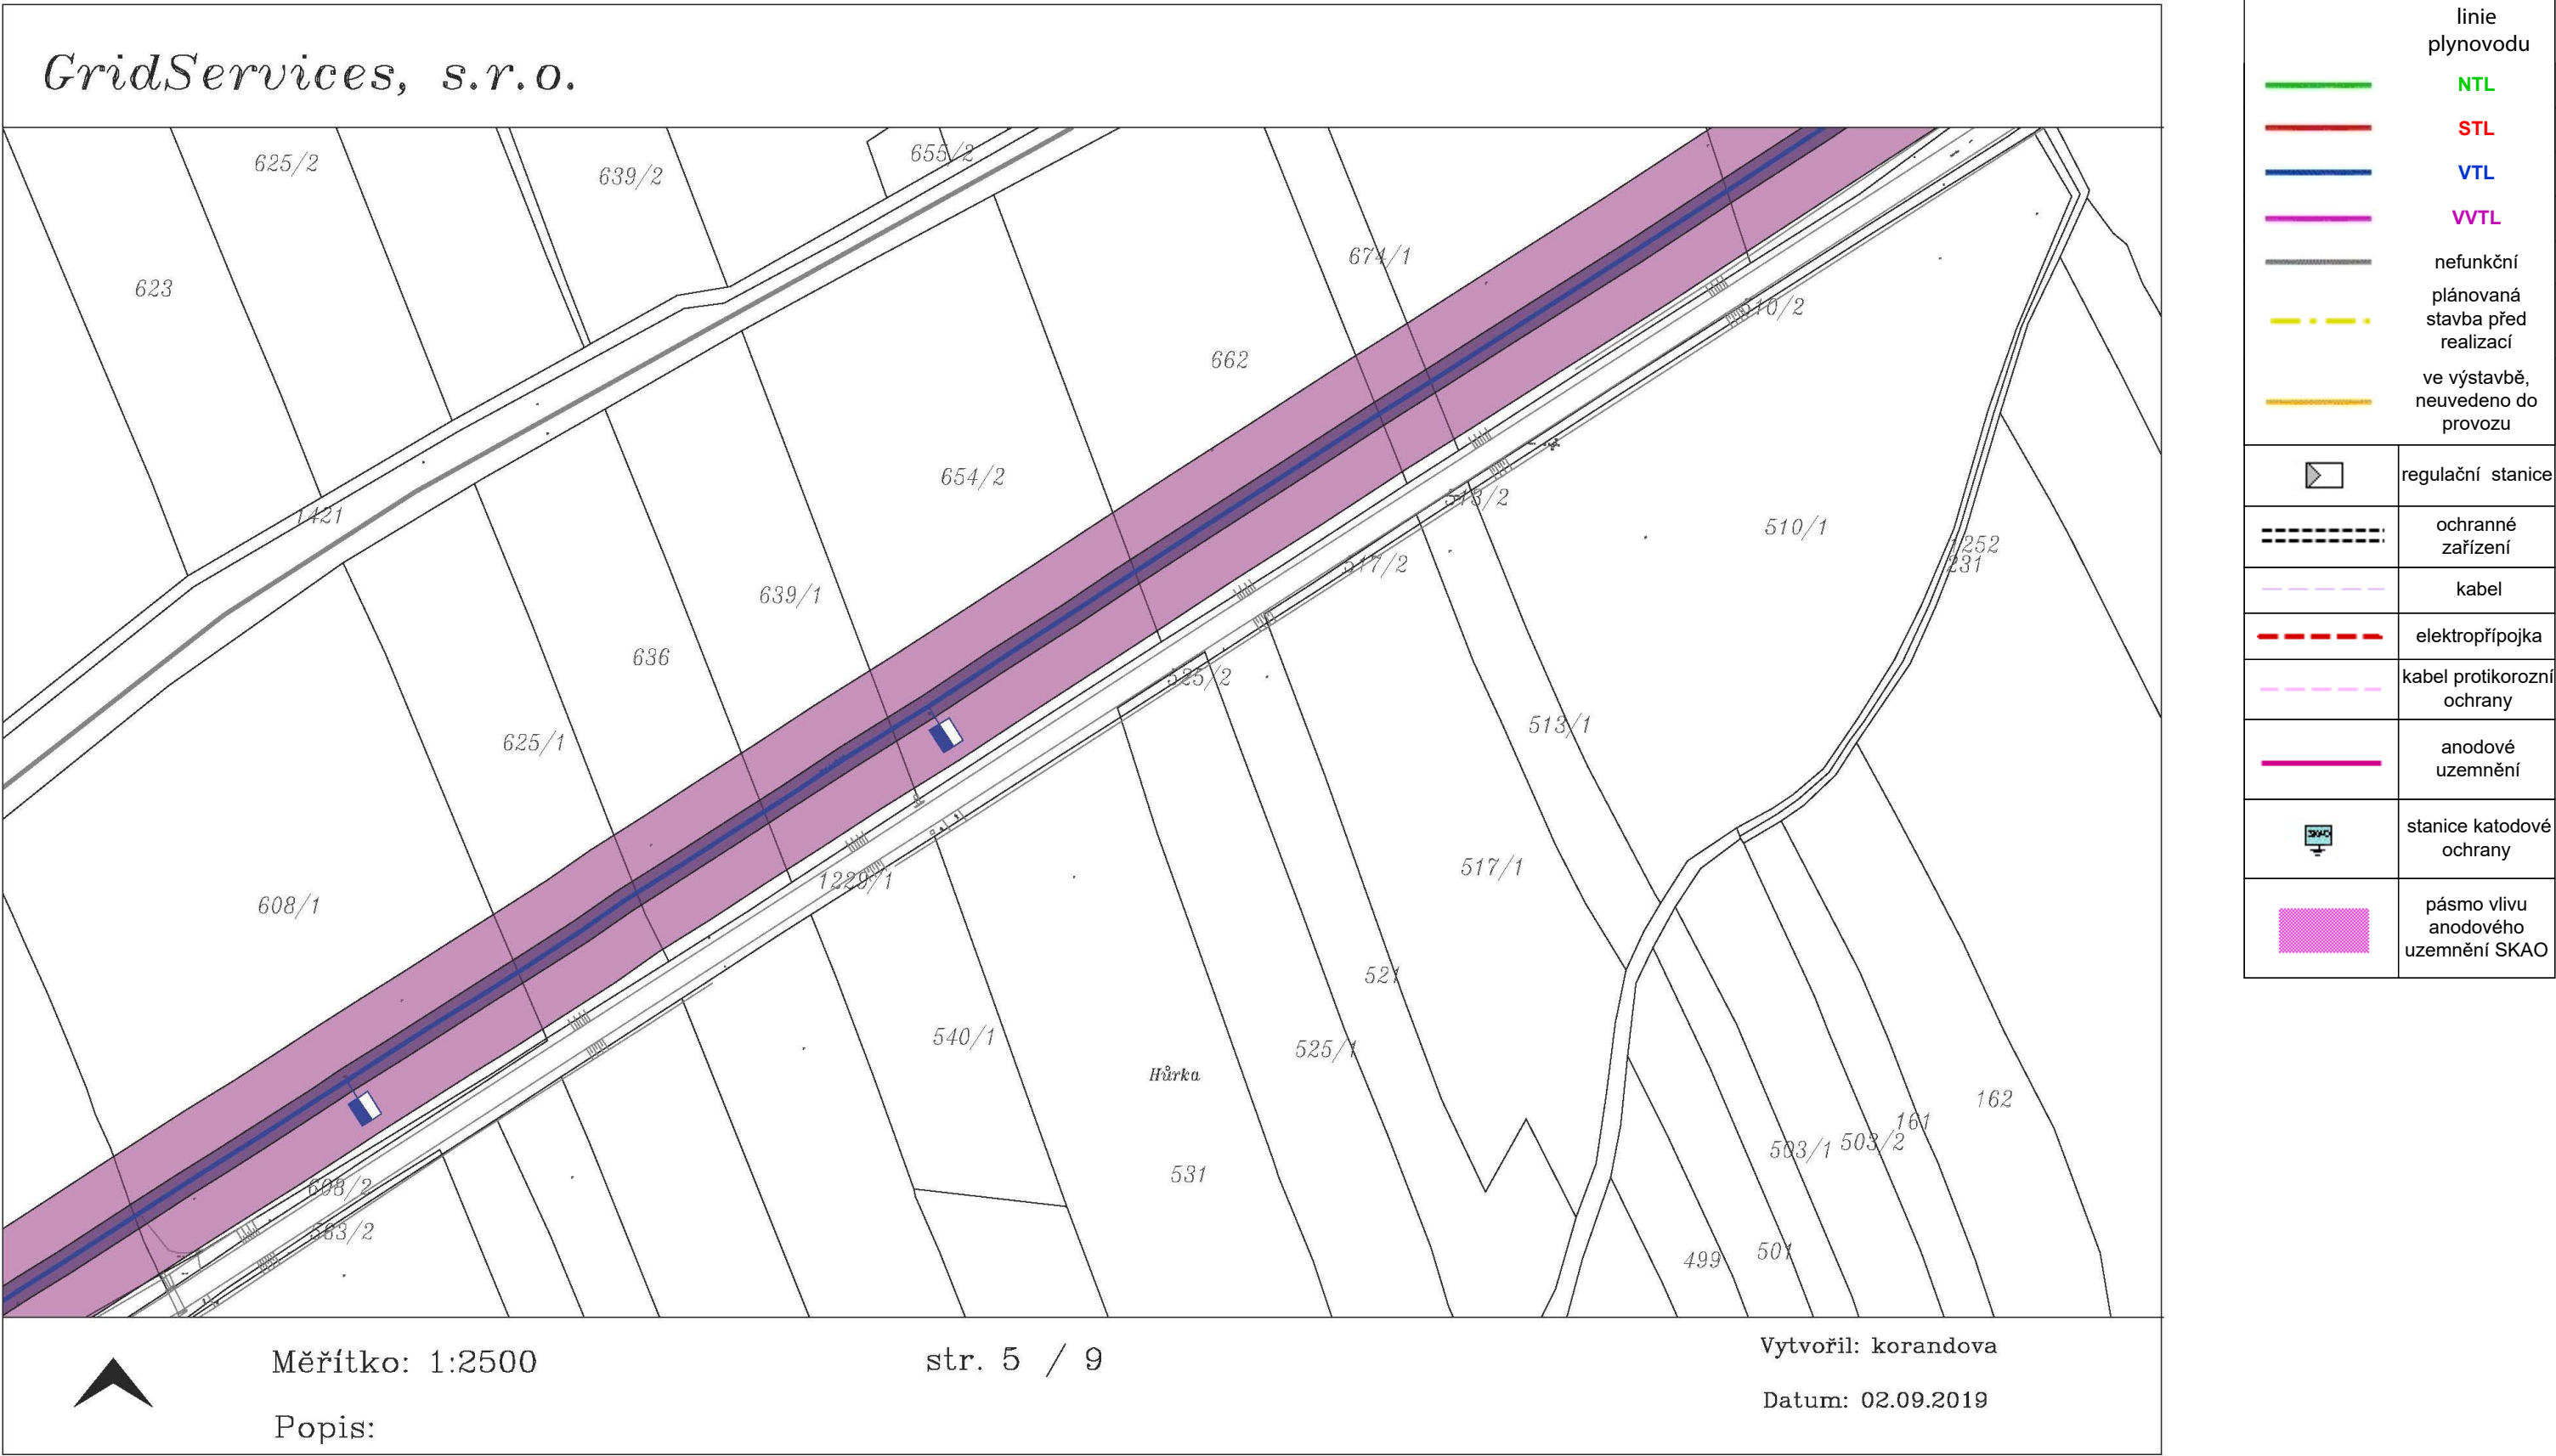 GridServices, s.r.o.
625/2
639/2
655/2
623
674/1
510/2
662
654/2
1421
513/2
510/1
517/2
1252
231
639/1
636
525/2
625/1
513/1
608/1
1229/1
517/1
521
540/1
525/1
Hůrka
162
161
503/1
503/2
531
608/2
563/2
499
501
Měřítko: 1:2500
str. 5 / 9
Vytvořil: korandova
Datum: 02.09.2019
Popis:
linie
plynovodu
NTL
STL
VTL
VVTL
nefunkční
plánovaná
stavba před
realizací
ve výstavbě,
neuvedeno do
provozu
regulační stanice
ochranné
zařízení
kabel
elektropřípojka
kabel protikorozní
ochrany
anodové
uzemnění
SKAO
stanice katodové
ochrany
pásmo vlivu
anodového
uzemnění SKAO